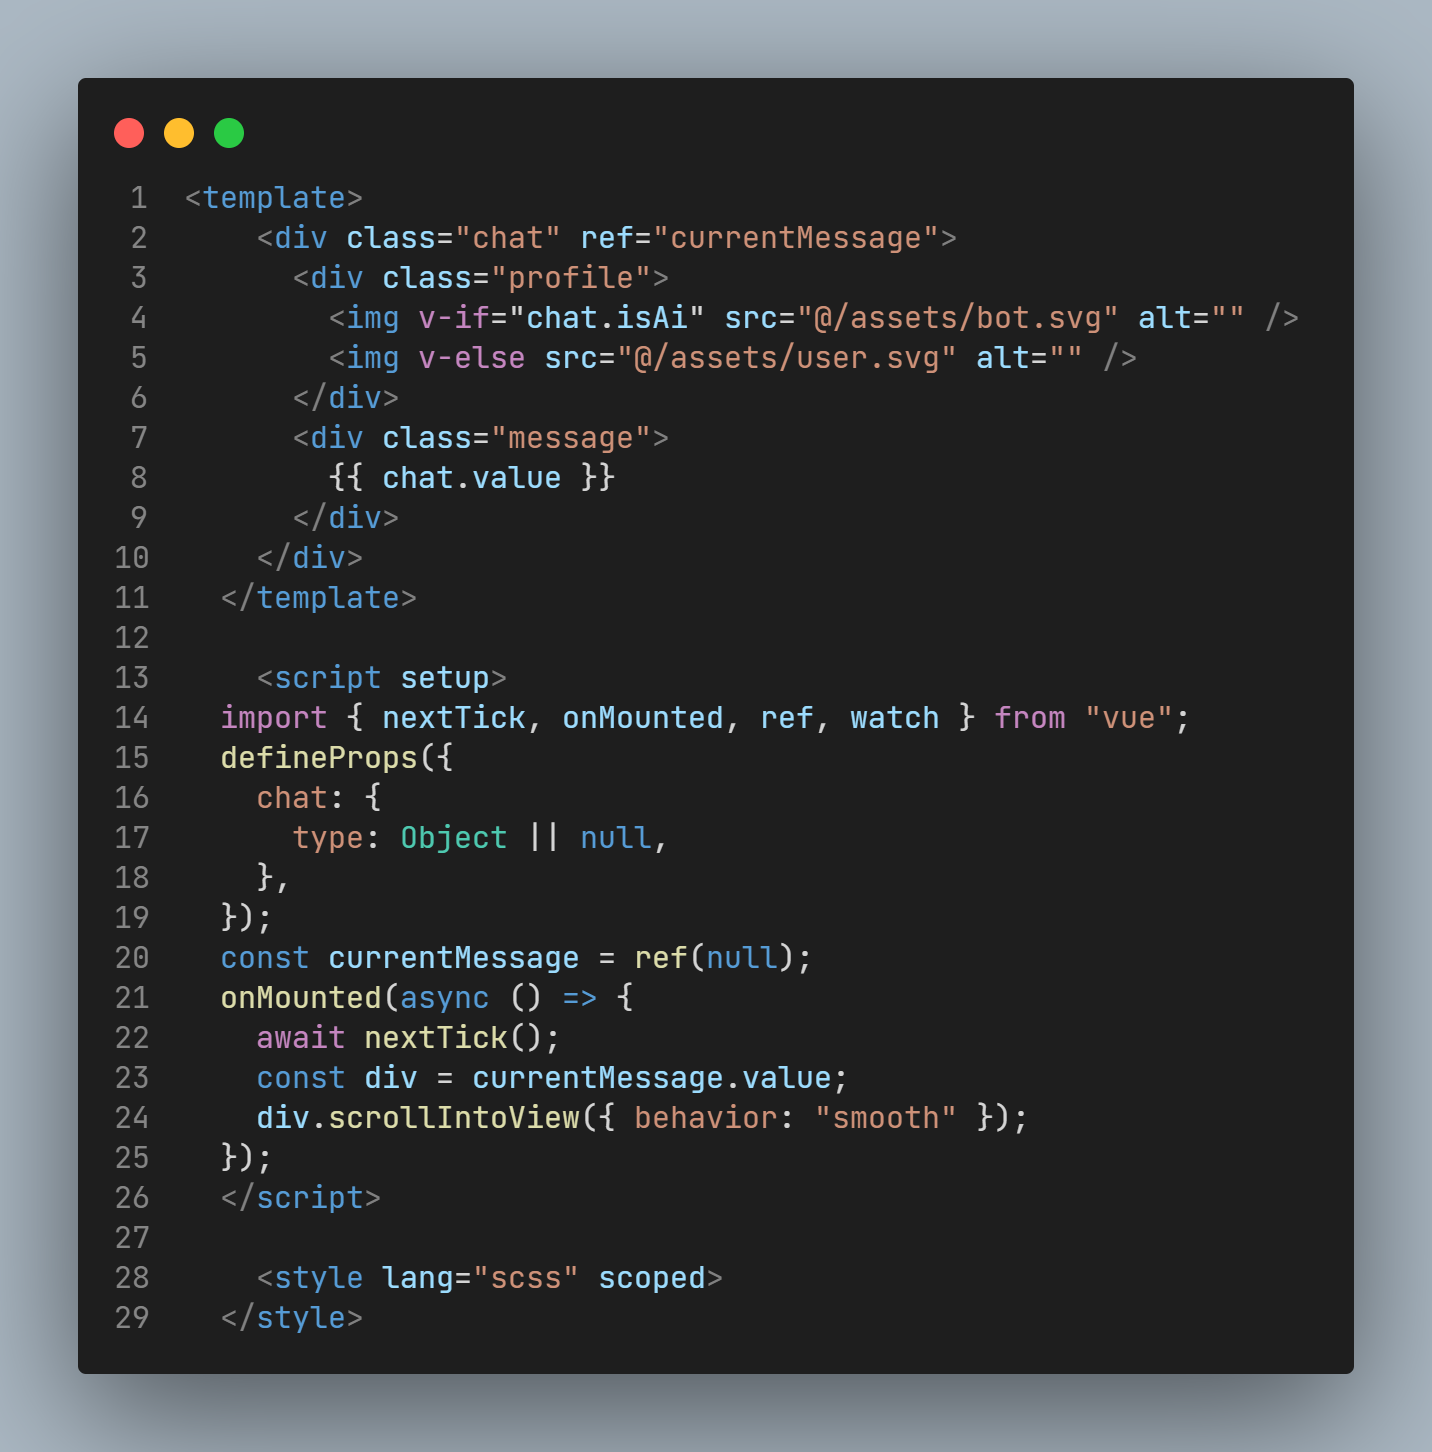 1 <template>
2     <div class="chat" ref="currentMessage">
3       <div class="profile">
4         <img v-if="chat.isAi" src="@/assets/bot.svg" alt="" />
5         <img v-else src="@/assets/user.svg" alt="" />
6       </div>
7       <div class="message">
8         {{ chat.value }}
9       </div>
10     </div>
11   </template>
12
13     <script setup>
14   import { nextTick, onMounted, ref, watch } from "vue";
15   defineProps({
16     chat: {
17       type: Object || null,
18     },
19   });
20   const currentMessage = ref(null);
21   onMounted(async () => {
22     await nextTick();
23     const div = currentMessage.value;
24     div.scrollIntoView({ behavior: "smooth" });
25   });
26   </script>
27
28     <style lang="scss" scoped>
29   </style>